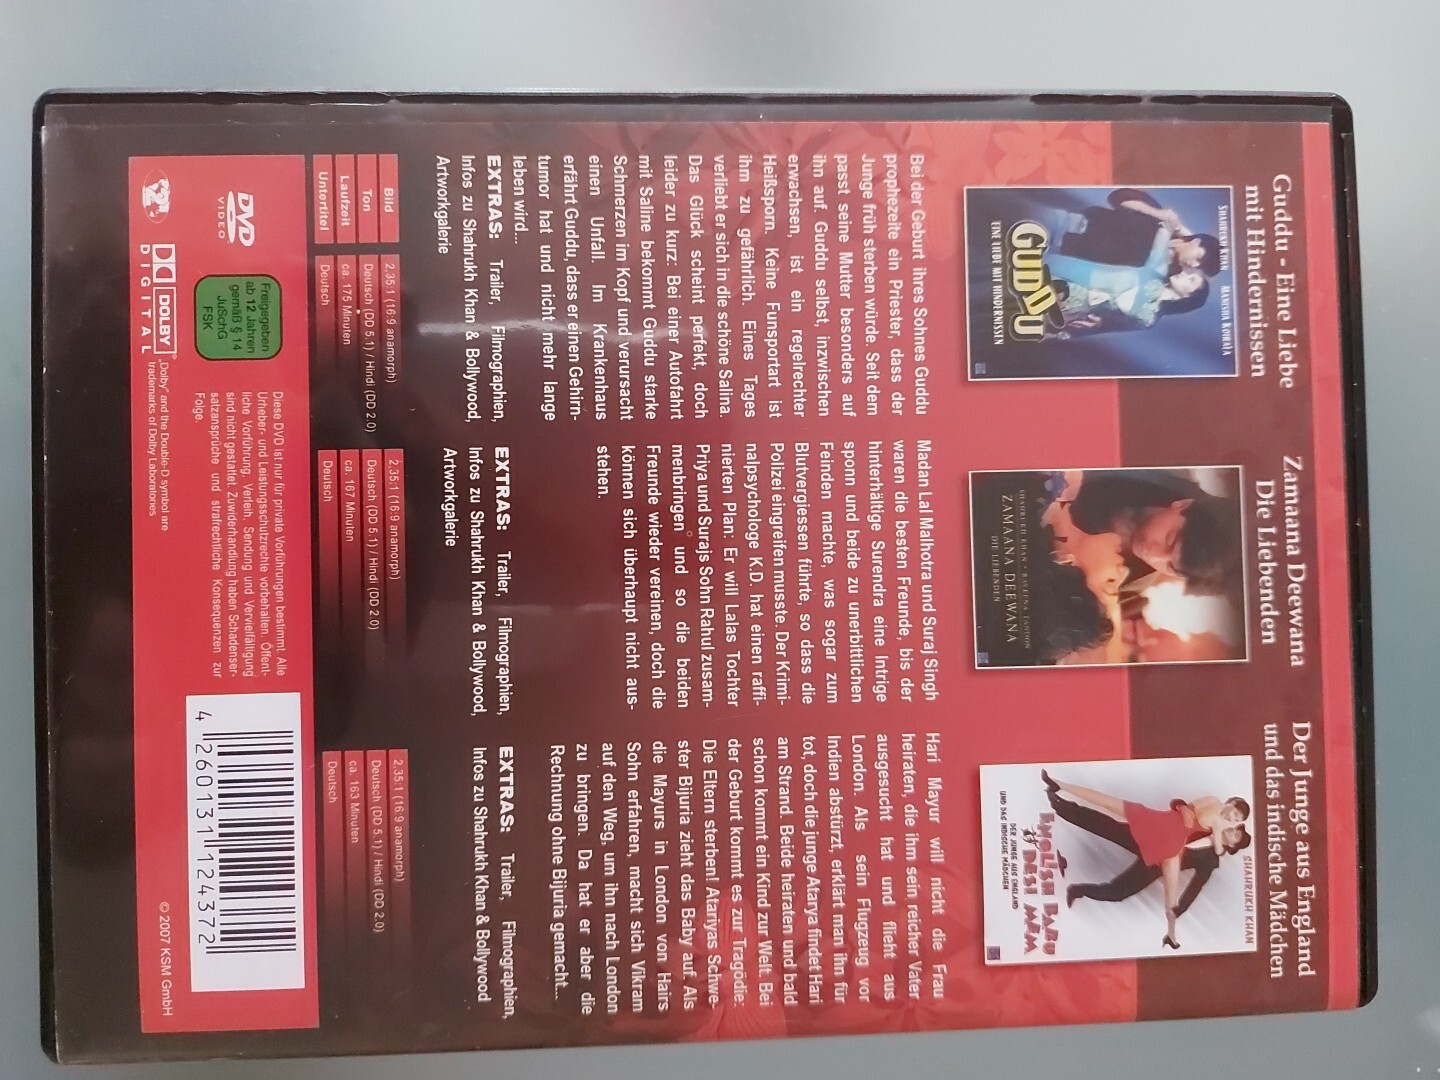 Guddu - Eine Liebe
mit Hindernissen
SHAHRUKH KHAN
MANISHA KOIRALA
GUDDU
EINE LIEBE MIT HINDERNISSEN
Bei der Geburt ihres Sones Guddu
prophezeite ein Priester, dass der
Junge früh sterben würde. Seit dem
passt seine Mutter besonders auf
ihn auf. Guddu selbst, inzwischen
erwachsen, ist ein regelrechter
Heißsporn. Keine Funsportart ist
ihm zu gefährlich. Eines Tages
verliebt er sich in die schöne Salina.
Das Glück scheint perfekt, doch
leider zu kurz. Bei einer Autofahrt
mit Saline bekommt Guddu starke
Schmerzen im Kopf und verursacht
einen Unfall. Im Krankenhaus
erfährt Guddu, dass er einen Gehirn-
tumor hat und nicht mehr lange
leben wird...
EXTRAS: Trailer, Filmographien,
Infos zu Shahrukh Khan & Bollywood,
Artworkgalerie
Zamaana Deewana
Die Liebenden
SHAHRUKH KHAN • RAVEENA TANDON
ZAMAANA DEEWANA
DIE LIEBENDEN
Madan Lal Malhotra und Suraj Singh
waren die besten Freunde, bis der
hinterhältige Surendra eine Intrige
sponn und beide zu unerbittlichen
Feinden machte, was sogar zum
Blutvergiessen führte, so dass die
Polizei eingreifen musste. Der Krimi-
nalpsychologe K.D. hat einen raffi-
nierten Plan: Er will Lalas Tochter
Priya und Surajs Sohn Rahul zusam-
menbringen und so die beiden
Freunde wieder vereinen, doch die
können sich überhaupt nicht aus-
stehen.
EXTRAS: Trailer, Filmographien,
Infos zu Shahrukh Khan & Bollywood,
Artworkgalerie
Der Junge aus England
und das indische Mädchen
SHAHRUKH KHAN
ENGLISH BABU
DESI MEM
DER JUNGE AUS ENGLAND
UND DAS INDISCHE MÄDCHEN
Hari Mayur will nicht die Frau
heiraten, die ihm sein reicher Vater
ausgesucht hat und flieht aus
London. Als sein Flugzeug vor
Indien abstürzt, erklärt man ihn für
tot, doch die junge Atarya findet Hari
am Strand. Beide heiraten und bald
schon kommt ein Kind zur Welt. Bei
der Geburt kommt es zur Tragödie:
Die Eltern sterben! Atariyas Schwe-
ster Bijuria zieht das Baby auf. Als
die Mayurs in London von Hairs
Sohn erfahren, macht sich Vikram
auf den Weg, um ihn nach London
zu bringen. Da hat er aber die
Rechnung ohne Bijuria gemacht...
EXTRAS: Trailer, Filmographien,
Infos zu Shahrukh Khan & Bollywood
Bild
2,35:1 (16:9 anamorph)
2,35:1 (16:9 anamorph)
2,35:1 (16:9 anamorph)
Ton
Deutsch (DD 5.1) / Hindi (DD 2.0)
Deutsch (DD 5.1) / Hindi (DD 2.0)
Deutsch (DD 5.1) / Hindi (DD 2.0)
Laufzeit
ca. 175 Minuten
ca. 167 Minuten
ca. 163 Minuten
Untertitel
Deutsch
Deutsch
Deutsch
DVD
VIDEO
DOLBY
DIGITAL
Freigegeben
ab 12 Jahren
gemäß § 14
JuSchG
FSK
„Dolby“ and the Double-D symbol are
trademarks of Dolby Laboratories
Diese DVD ist nur für private Vorführungen bestimmt. Alle
Urheber- und Leistungsschutzrechte vorbehalten. Öffent-
liche Vorführung, Verleih, Sendung und Vervielfältigung
sind nicht gestattet. Zuwiderhandlung haben Schadenser-
satzansprüche und strafrechtliche Konsequenzen zur
Folge.
4 260131 124372
© 2007 KSM GmbH